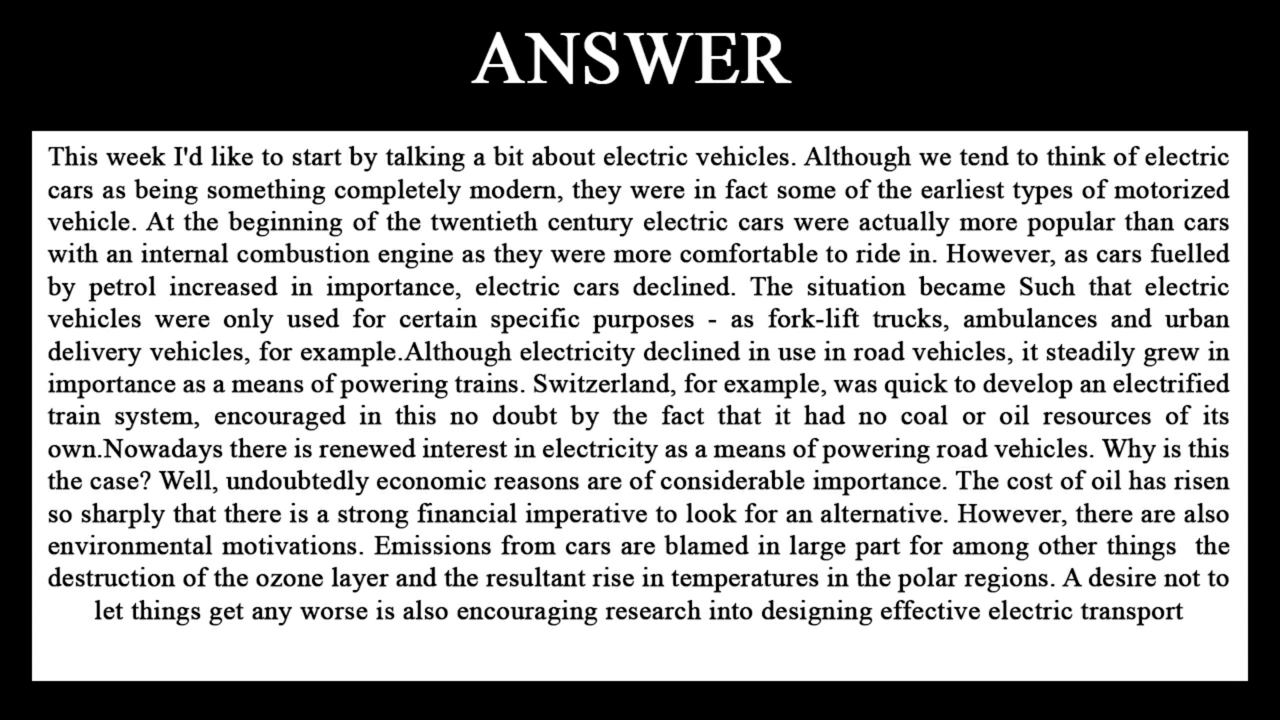 ANSWER
This week I'd like to start by talking a bit about electric vehicles. Although we tend to think of electric
cars as being something completely modern, they were in fact some of the earliest types of motorized
vehicle. At the beginning of the twentieth century electric cars were actually more popular than cars
with an internal combustion engine as they were more comfortable to ride in. However, as cars fuelled
by petrol increased in importance, electric cars declined. The situation became Such that electric
vehicles were only used for certain specific purposes - as fork-lift trucks, ambulances and urban
delivery vehicles, for example.Although electricity declined in use in road vehicles, it steadily grew in
importance as a means of powering trains. Switzerland, for example, was quick to develop an electrified
train system, encouraged in this no doubt by the fact that it had no coal or oil resources of its
own.Nowadays there is renewed interest in electricity as a means of powering road vehicles. Why is this
the case? Well, undoubtedly economic reasons are of considerable importance. The cost of oil has risen
so sharply that there is a strong financial imperative to look for an alternative. However, there are also
environmental motivations. Emissions from cars are blamed in large part for among other things  the
destruction of the ozone layer and the resultant rise in temperatures in the polar regions. A desire not to
let things get any worse is also encouraging research into designing effective electric transport